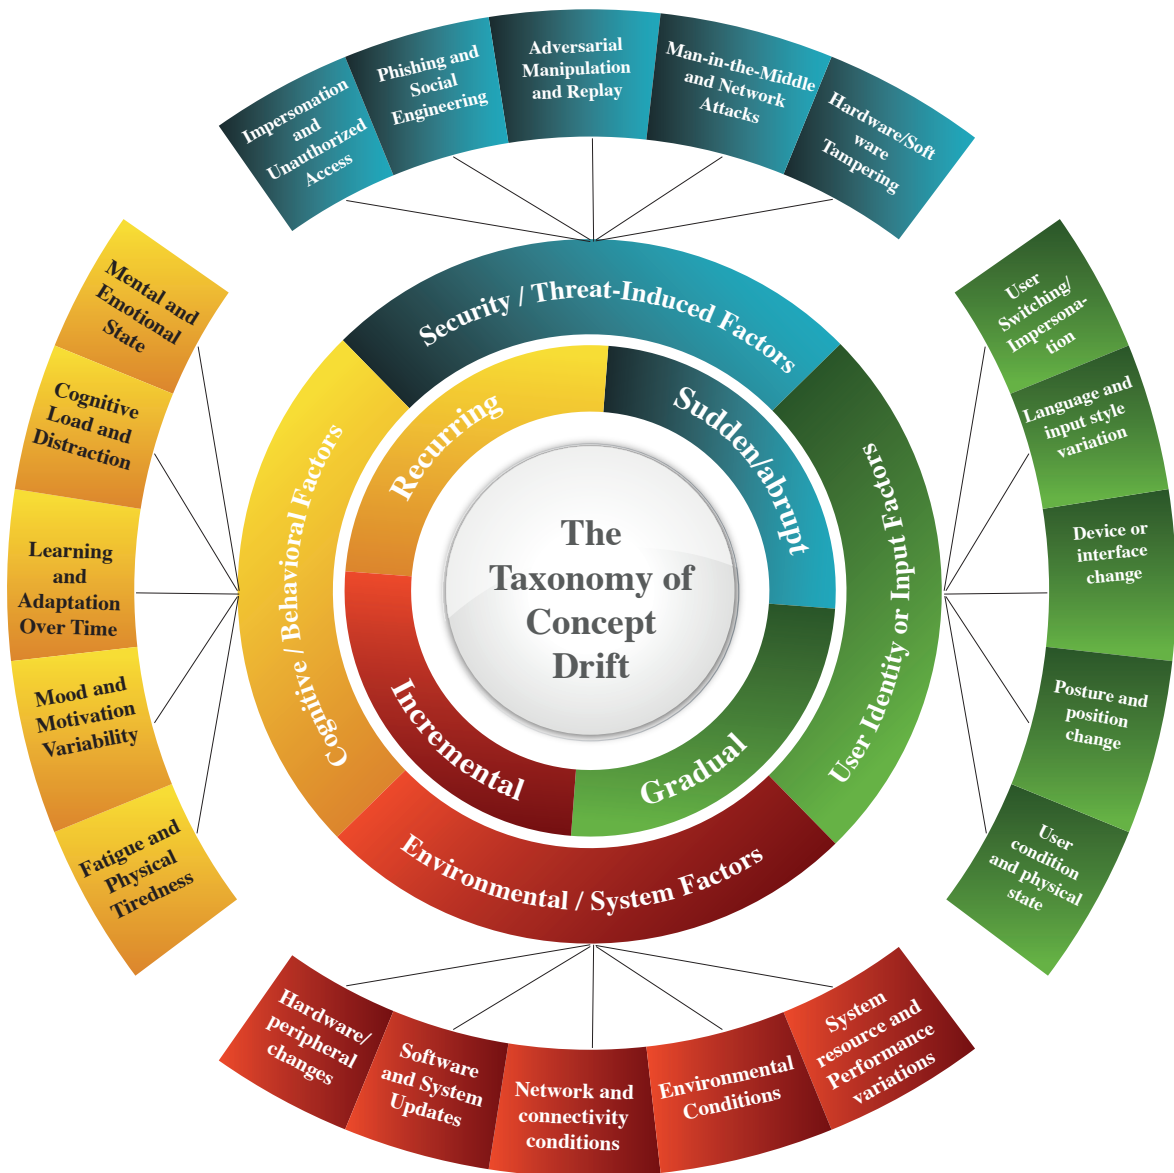 Impersonation
and
Unauthorized
Access
Phishing and
Social
Engineering
Adversarial
Manipulation
and Replay
Man-in-the-Middle
and Network
Attacks
Hardware/Soft
ware
Tampering
Mental and
Emotional
State
Cognitive
Load and
Distraction
Learning
and
Adaptation
Over Time
Mood and
Motivation
Variability
Fatigue and
Physical
Tiredness
Security / Threat-Induced Factors
Cognitive / Behavioral Factors
User Identity or Input Factors
Environmental / System Factors
Recurring
Sudden/abrupt
Incremental
Gradual
The
Taxonomy of
Concept
Drift
User
Switching/
Impersona-
tion
Language and
input style
variation
Device or
interface
change
Posture and
position
change
User
condition
and physical
state
Hardware/
peripheral
changes
Software
and System
Updates
Network and
connectivity
conditions
Environmental
Conditions
System
resource and
Performance
variations